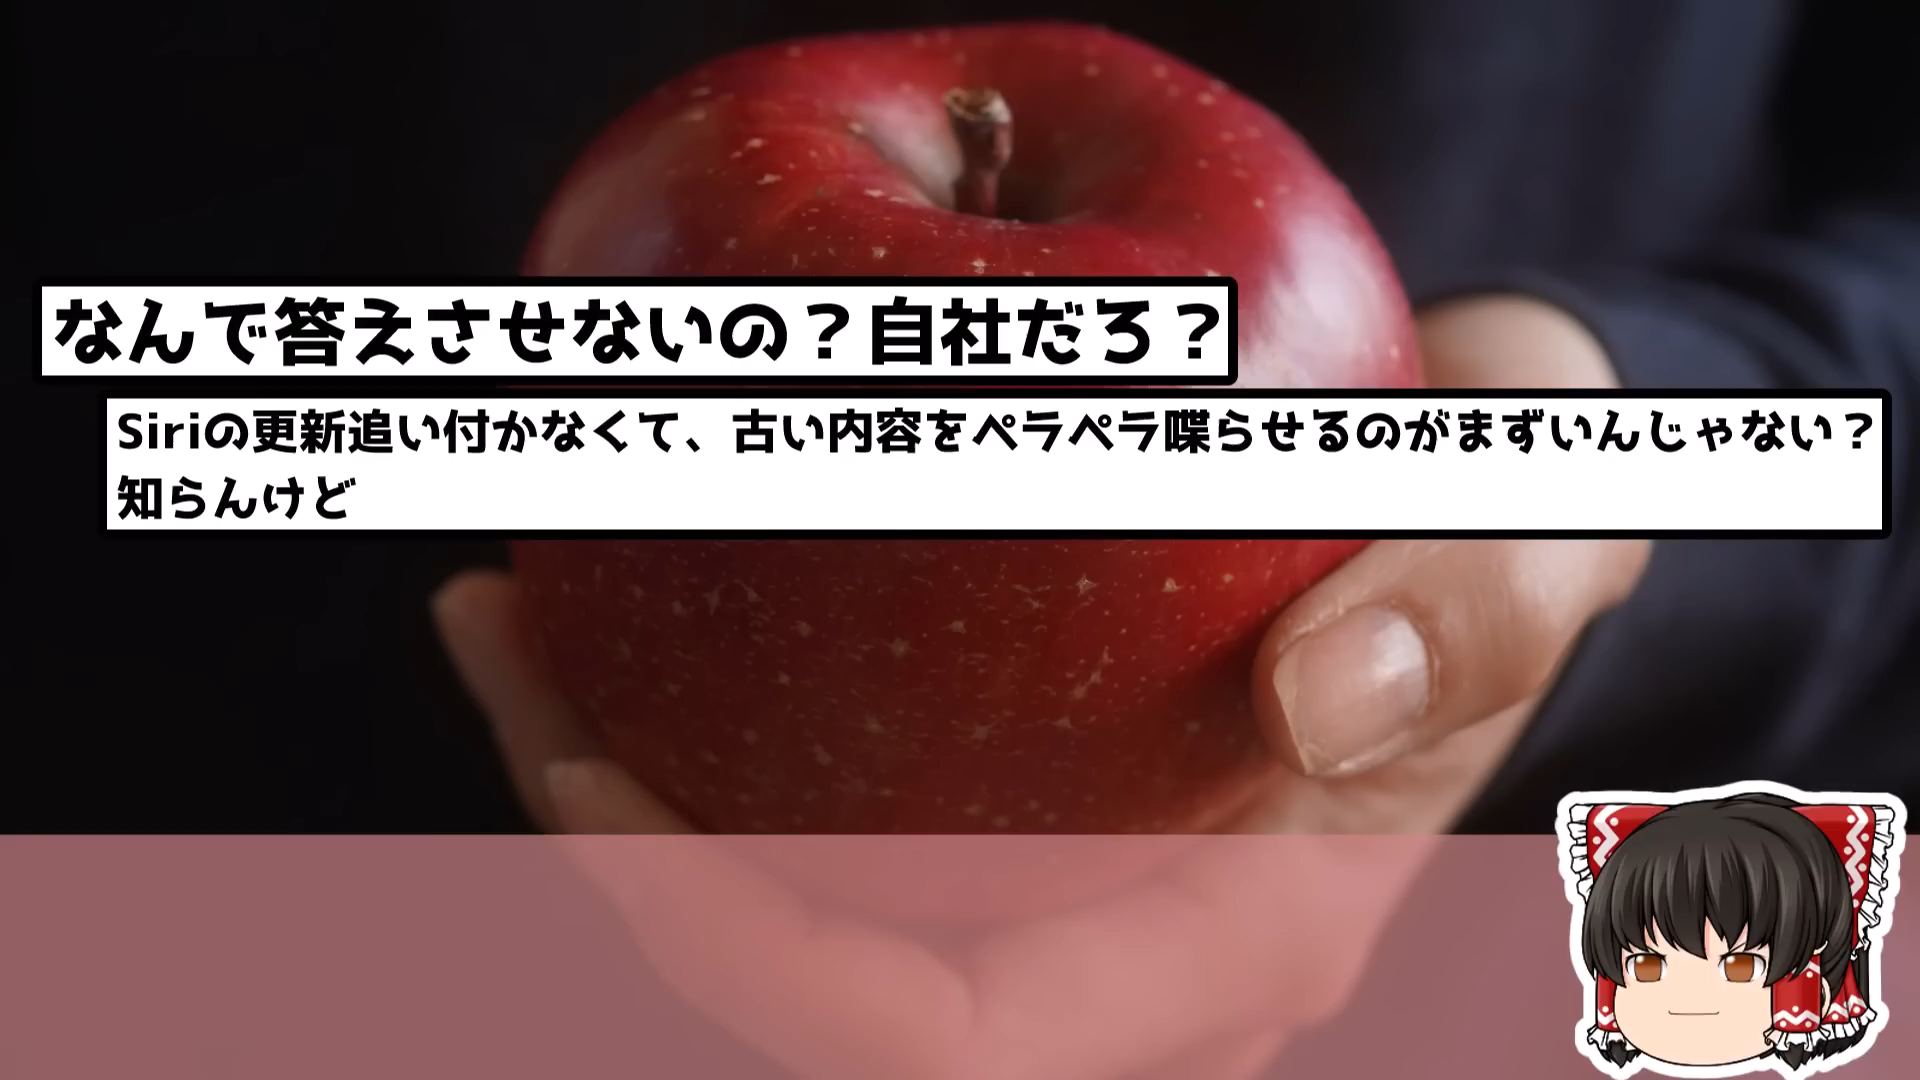 なんで答えさせないの？自社だろ？
Siriの更新追い付かなくて、古い内容をペラペラ喋らせるのがまずいんじゃない？
知らんけど